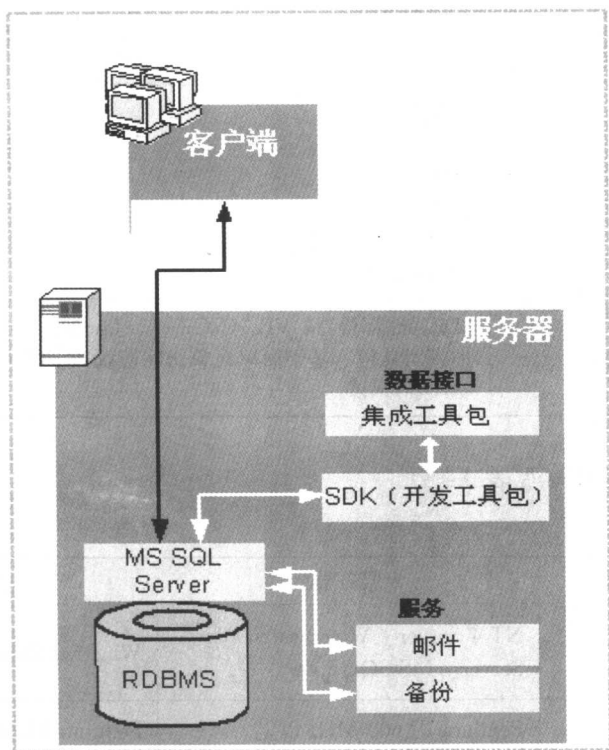 客户端
服务器
数据接口
集成工具包
SDK（开发工具包）
MS SQL
Server
RDBMS
服务
邮件
备份